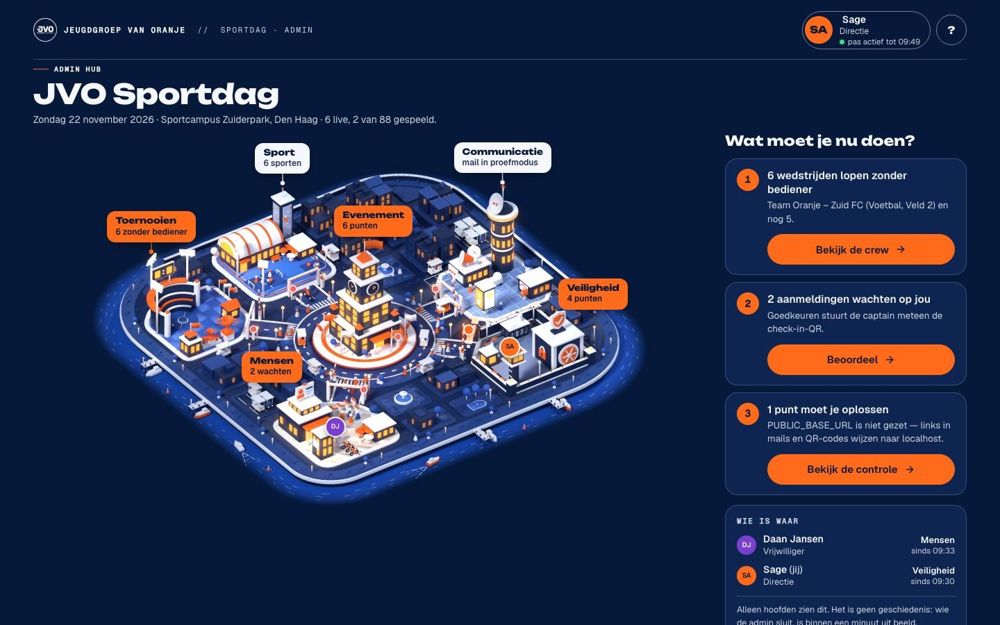 JVO JEUGDGROEP VAN ORANJE // SPORTDAG · ADMIN
SA
Sage
Directie
pas actief tot 09:49
?
ADMIN HUB
JVO Sportdag
Zondag 22 november 2026 · Sportcampus Zuiderpark, Den Haag · 6 live, 2 van 88 gespeeld.
Sport
6 sporten
Communicatie
mail in proefmodus
Toernooien
6 zonder bediener
Evenement
6 punten
Veiligheid
4 punten
SA
Mensen
2 wachten
DJ
Wat moet je nu doen?
1
6 wedstrijden lopen zonder
bediener
Team Oranje – Zuid FC (Voetbal, Veld 2) en
nog 5.
Bekijk de crew →
2
2 aanmeldingen wachten op jou
Goedkeuren stuurt de captain meteen de
check-in-QR.
Beoordeel →
3
1 punt moet je oplossen
PUBLIC_BASE_URL is niet gezet — links in
mails en QR-codes wijzen naar localhost.
Bekijk de controle →
WIE IS WAAR
DJ
Daan Jansen
Vrijwilliger
Mensen
sinds 09:33
SA
Sage (jij)
Directie
Veiligheid
sinds 09:30
Alleen hoofden zien dit. Het is geen geschiedenis: wie
de admin sluit, is binnen een minuut uit beeld.